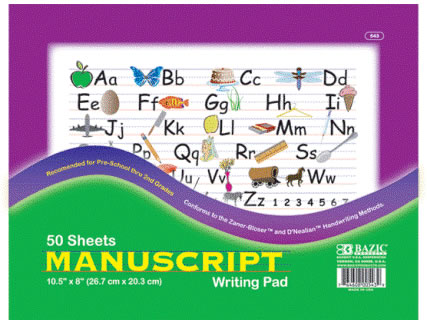 543
Aa Bb Cc Dd
Ee Ff Gg Hh Ii
Jj Kk Ll Mm Nn
Pp Qq Rr Ss
Uu Vv Ww
Zz 1 2 3 4 5 6 7
Recommended for Pre-School thru 2nd Grades
Conforms to the Zaner-Bloser™ and D'Nealian™ Handwriting Methods.
50 Sheets
MANUSCRIPT
10.5" x 8" (26.7 cm x 20.3 cm)
Writing Pad
BAZIC